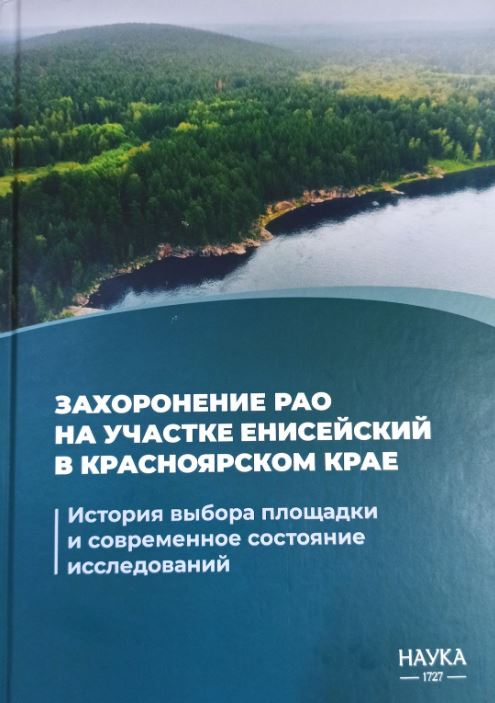 ЗАХОРОНЕНИЕ РАО
НА УЧАСТКЕ ЕНИСЕЙСКИЙ
В КРАСНОЯРСКОМ КРАЕ
История выбора площадки
и современное состояние
исследований
НАУКА
1727